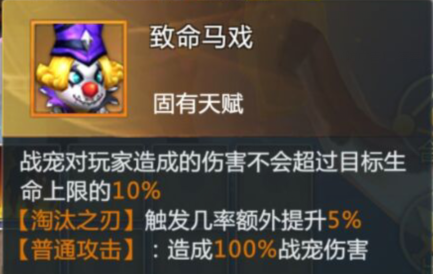 致命马戏
固有天赋
战宠对玩家造成的伤害不会超过目标生
命上限的10%
【淘汰之刃】触发几率额外提升5%
【普通攻击】：造成100%战宠伤害